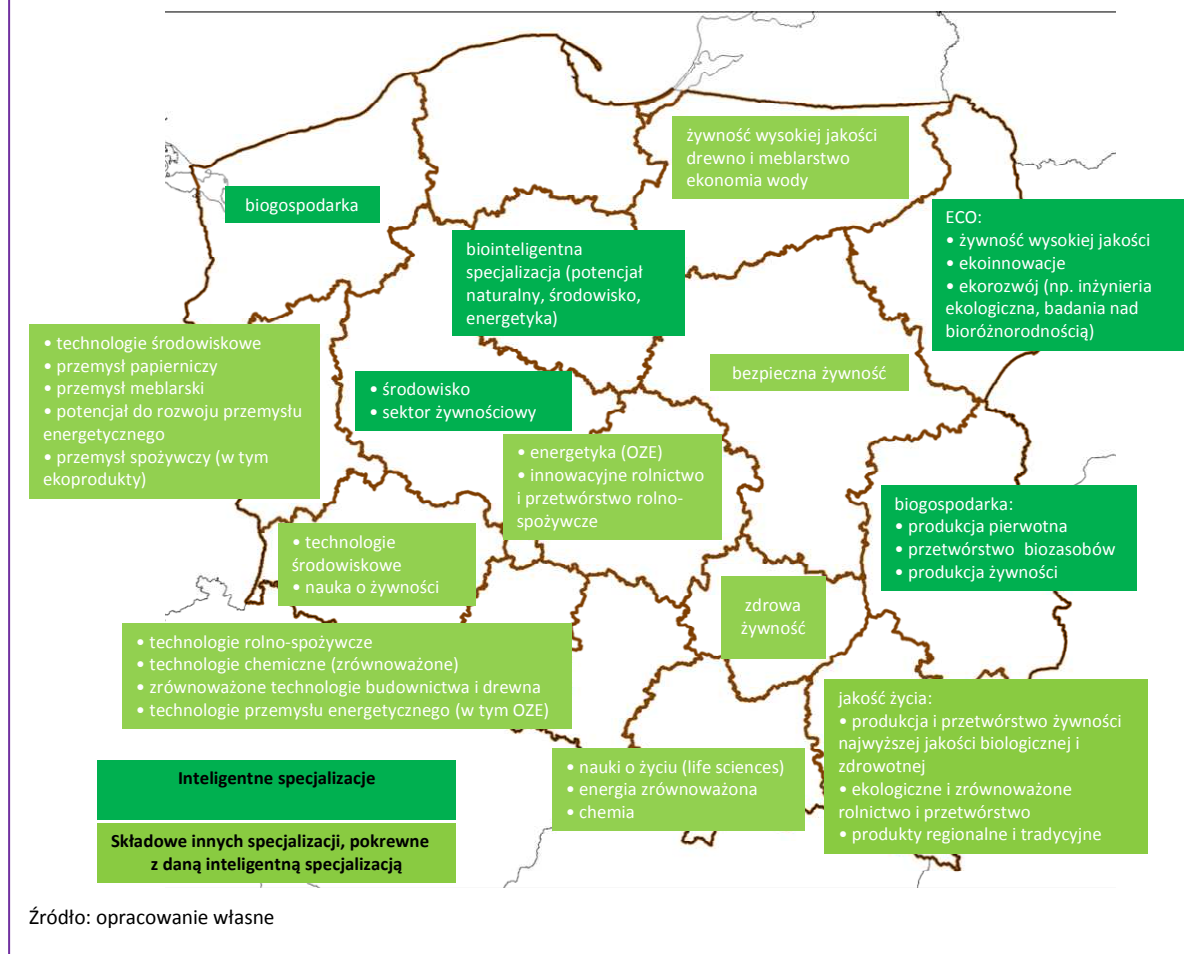 żywność wysokiej jakości
drewno i meblarstwo
ekonomia wody
biogospodarka
ECO:
• żywność wysokiej jakości
• ekoinnowacje
• ekorozwój (np. inżynieria
ekologiczna, badania nad
bioróżnorodnością)
biointeligentna
specjalizacja (potencjał
naturalny, środowisko,
energetyka)
• technologie środowiskowe
• przemysł papierniczy
• przemysł meblarski
• potencjał do rozwoju przemysłu
energetycznego
• przemysł spożywczy (w tym
ekoprodukty)
bezpieczna żywność
• środowisko
• sektor żywnościowy
• energetyka (OZE)
• innowacyjne rolnictwo
i przetwórstwo rolno-
spożywcze
biogospodarka:
• produkcja pierwotna
• przetwórstwo biozasobów
• produkcja żywności
• technologie
środowiskowe
• nauka o żywności
zdrowa
żywność
• technologie rolno-spożywcze
• technologie chemiczne (zrównoważone)
• zrównoważone technologie budownictwa i drewna
• technologie przemysłu energetycznego (w tym OZE)
jakość życia:
• produkcja i przetwórstwo żywności
najwyższej jakości biologicznej i
zdrowotnej
• ekologiczne i zrównoważone
rolnictwo i przetwórstwo
• produkty regionalne i tradycyjne
• nauki o życiu (life sciences)
• energia zrównoważona
• chemia
Inteligentne specjalizacje
Składowe innych specjalizacji, pokrewne
z daną inteligentną specjalizacją
Źródło: opracowanie własne